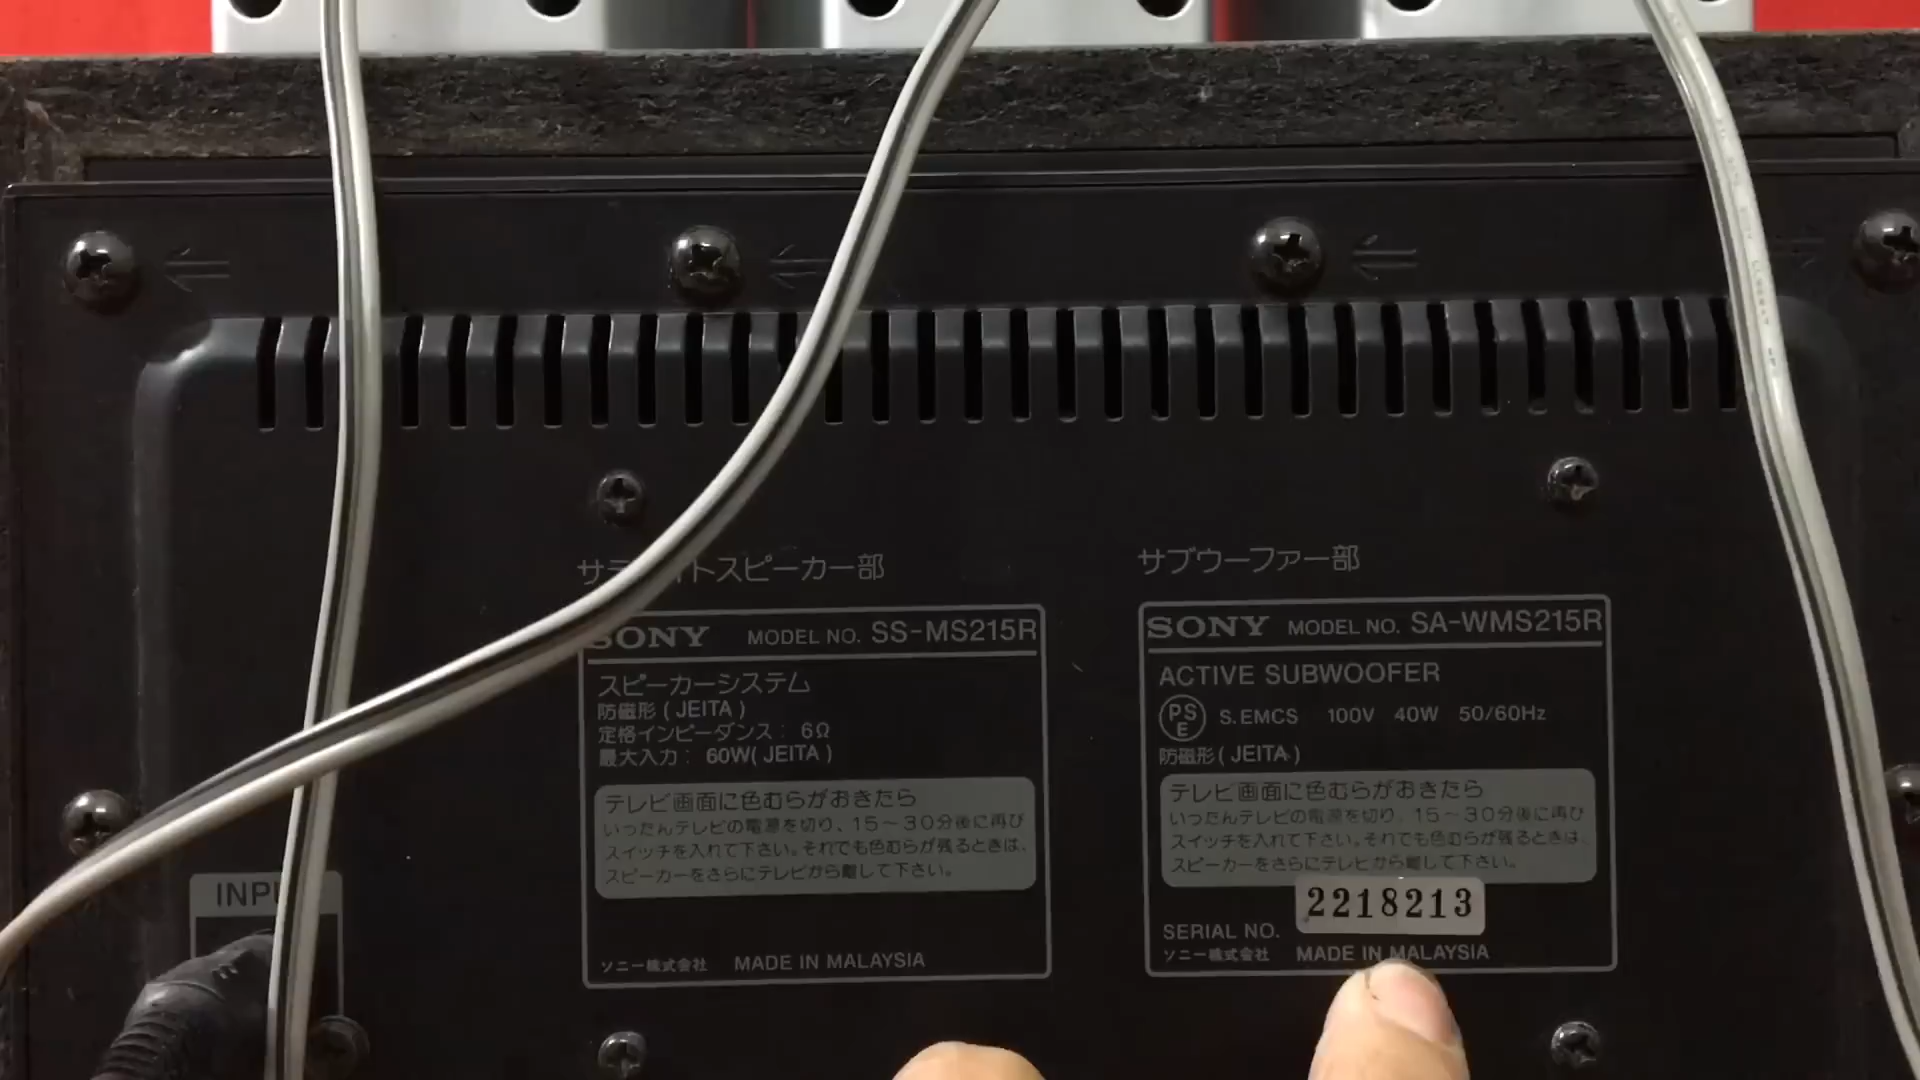 サテライトスピーカー部
SONY MODEL NO. SS-MS215R
スピーカーシステム
防磁形 ( JEITA )
定格インピーダンス : 6Ω
最大入力 : 60W( JEITA )
テレビ画面に色むらがおきたら
いったんテレビの電源を切り、15〜30分後に再び
スイッチを入れて下さい。それでも色むらが残るときは、
スピーカーをさらにテレビから離して下さい。
ソニー株式会社 MADE IN MALAYSIA
サブウーファー部
SONY MODEL NO. SA-WMS215R
ACTIVE SUBWOOFER
PSE S.EMCS 100V 40W 50/60Hz
防磁形 ( JEITA )
テレビ画面に色むらがおきたら
いったんテレビの電源を切り、15〜30分後に再び
スイッチを入れて下さい。それでも色むらが残るときは、
スピーカーをさらにテレビから離して下さい。
SERIAL NO. 2218213
ソニー株式会社 MADE IN MALAYSIA